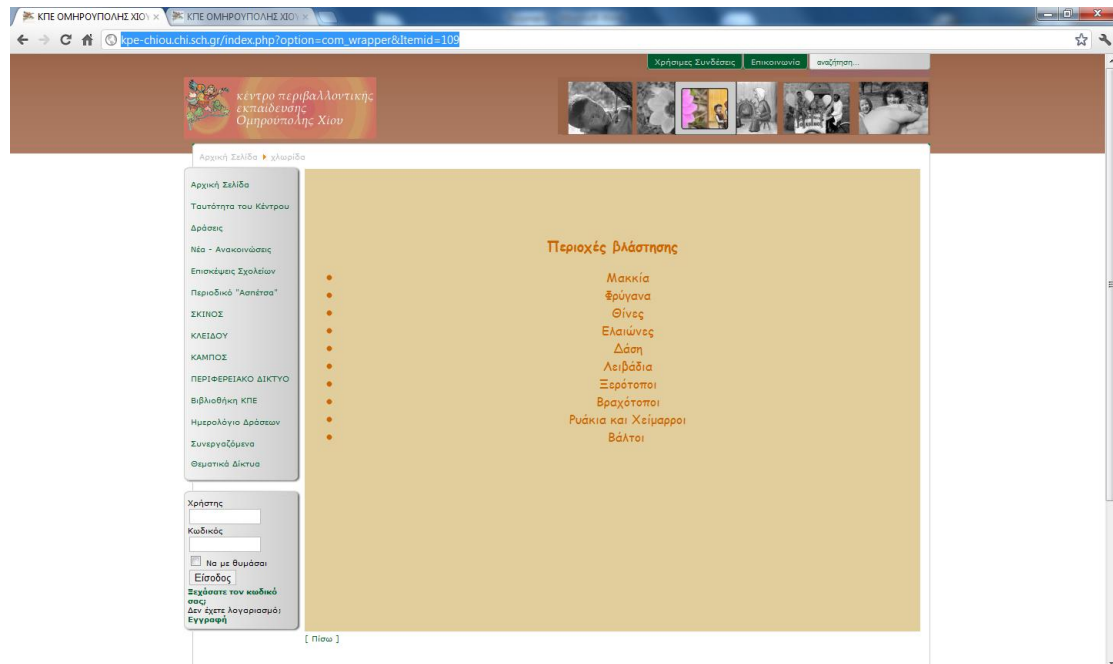 ΚΠΕ ΟΜΗΡΟΥΠΟΛΗΣ ΧΙΟΥ
ΚΠΕ ΟΜΗΡΟΥΠΟΛΗΣ ΧΙΟΥ
kpe-chiou.chi.sch.gr/index.php?option=com_wrapper&Itemid=109
Χρήσιμες Συνδέσεις Επικοινωνία αναζήτηση...
κέντρο περιβαλλοντικής
εκπαίδευσης
Ομηρούπολης Χίου
Αρχική Σελίδα χλωρίδα
Αρχική Σελίδα
Ταυτότητα του Κέντρου
Δράσεις
Νέα - Ανακοινώσεις
Επισκέψεις Σχολείων
Περιοδικό "Ασπέτσα"
ΣΚΙΝΟΣ
ΚΛΕΙΔΟΥ
ΚΑΜΠΟΣ
ΠΕΡΙΦΕΡΕΙΑΚΟ ΔΙΚΤΥΟ
Βιβλιοθήκη ΚΠΕ
Ημερολόγιο Δράσεων
Συνεργαζόμενα
Θεματικά Δίκτυα
Χρήστης
Κωδικός
Να με θυμάσαι
Είσοδος
Ξεχάσατε τον κωδικό
σας;
Δεν έχετε λογαριασμό;
Εγγραφή
Περιοχές βλάστησης
• Μακκία
• Φρύγανα
• Θίνες
• Ελαιώνες
• Δάση
• Λειβάδια
• Ξερότοποι
• Βραχότοποι
• Ρυάκια και Χείμαρροι
• Βάλτοι
[ Πίσω ]